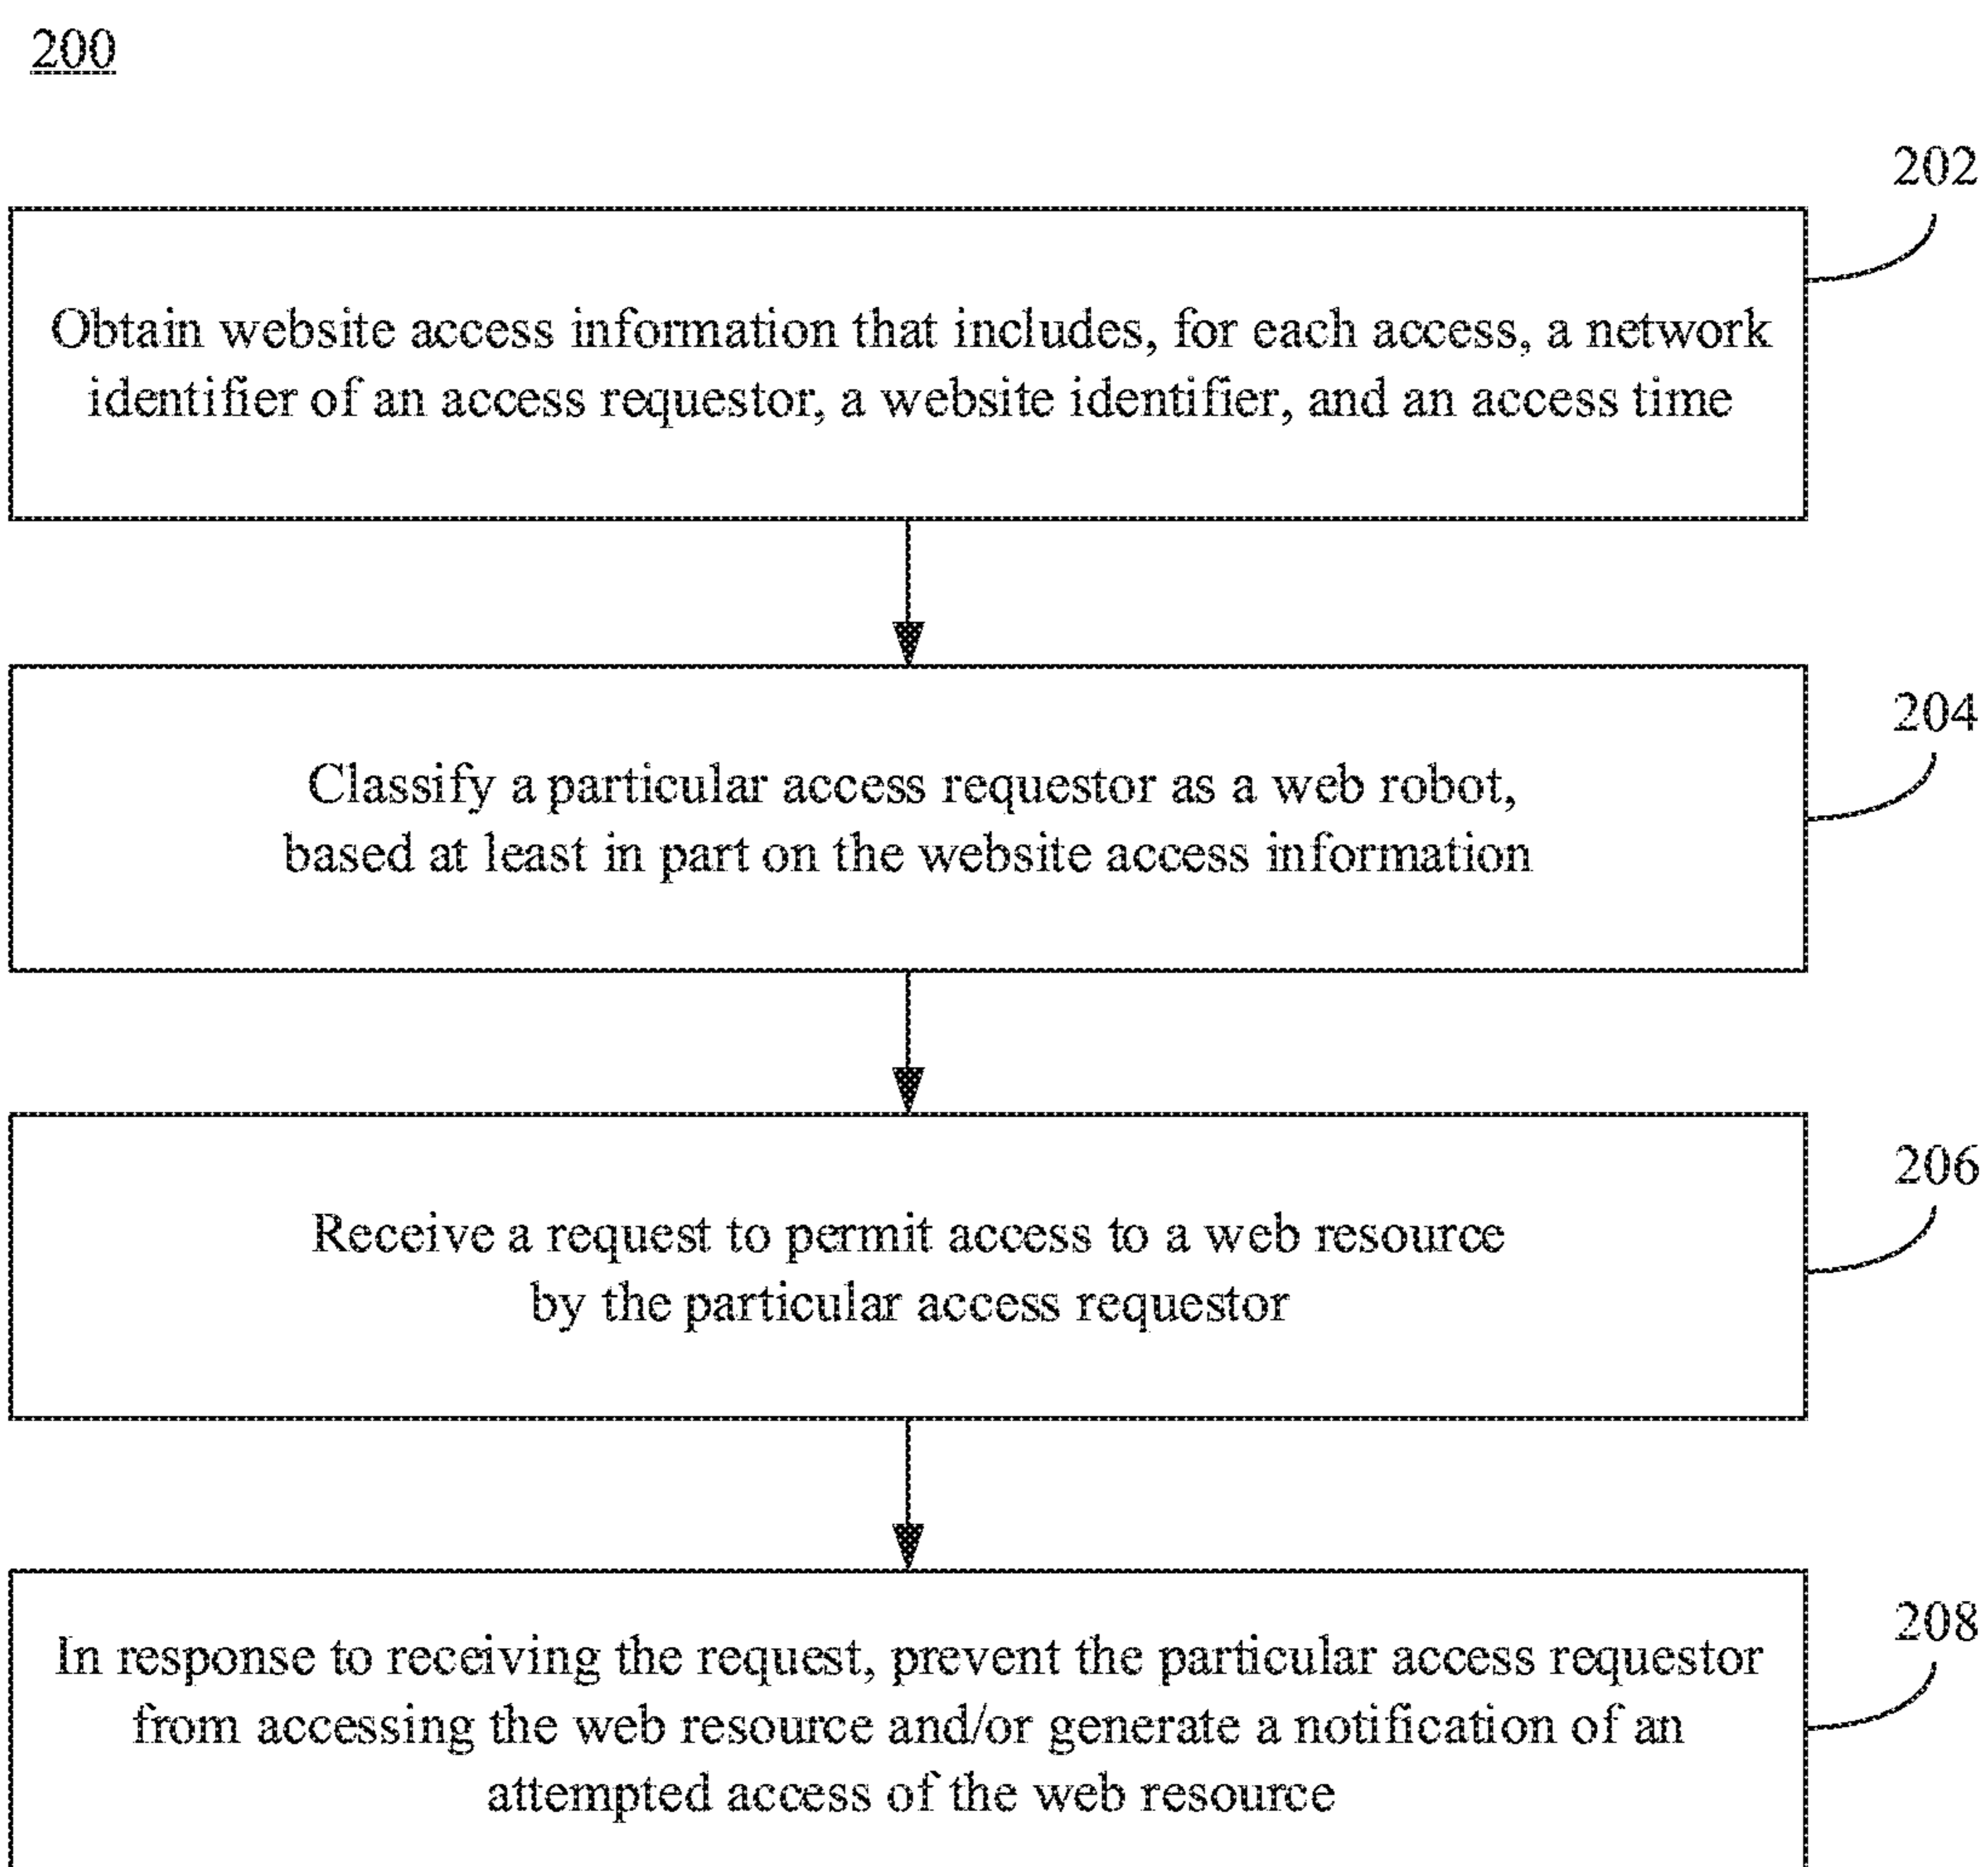 200
202
Obtain website access information that includes, for each access, a network
identifier of an access requestor, a website identifier, and an access time
204
Classify a particular access requestor as a web robot,
based at least in part on the website access information
206
Receive a request to permit access to a web resource
by the particular access requestor
208
In response to receiving the request, prevent the particular access requestor
from accessing the web resource and/or generate a notification of an
attempted access of the web resource